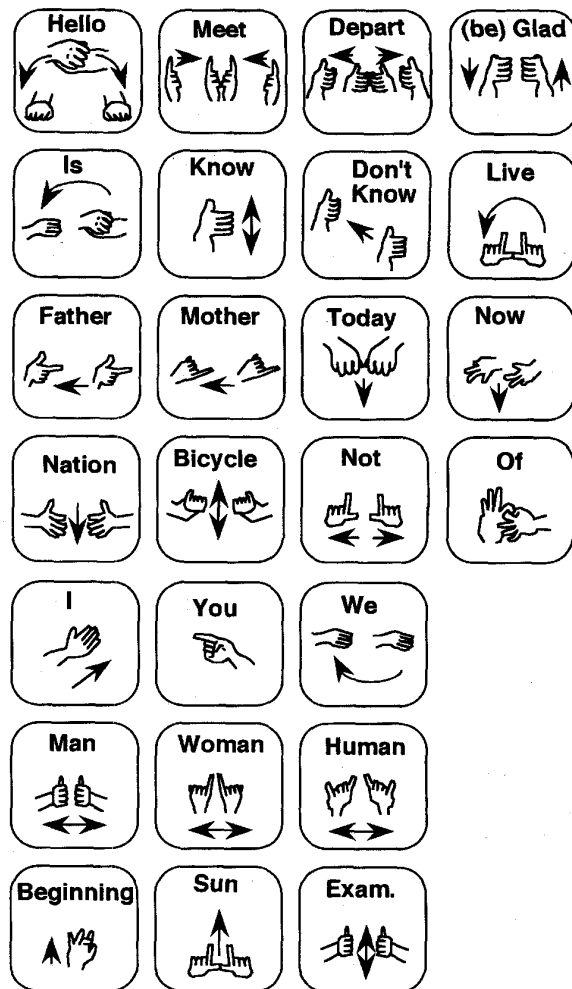 Hello
Meet
Depart
(be) Glad
Is
Know
Don't
Know
Live
Father
Mother
Today
Now
Nation
Bicycle
Not
Of
I
You
We
Man
Woman
Human
Beginning
Sun
Exam.